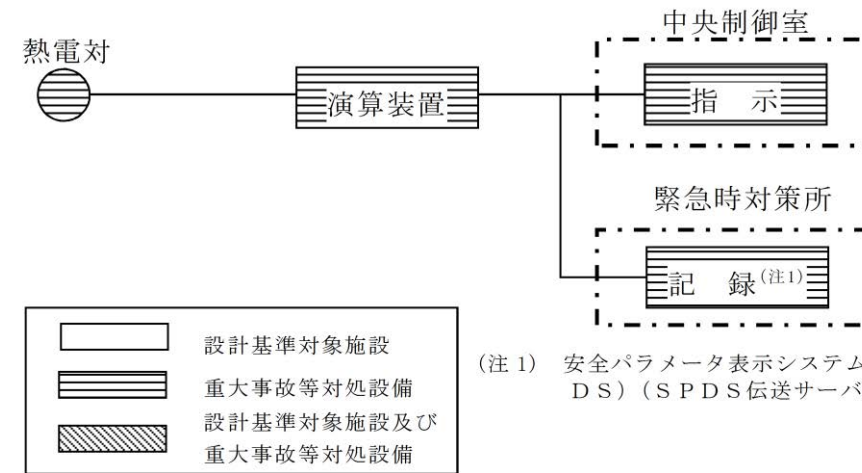 中央制御室
熱電対
演算装置
指　示
緊急時対策所
記　録(注1)
設計基準対象施設
重大事故等対処設備
設計基準対象施設及び
重大事故等対処設備
(注 1)　安全パラメータ表示システム
ＤＳ）（ＳＰＤＳ伝送サーバ